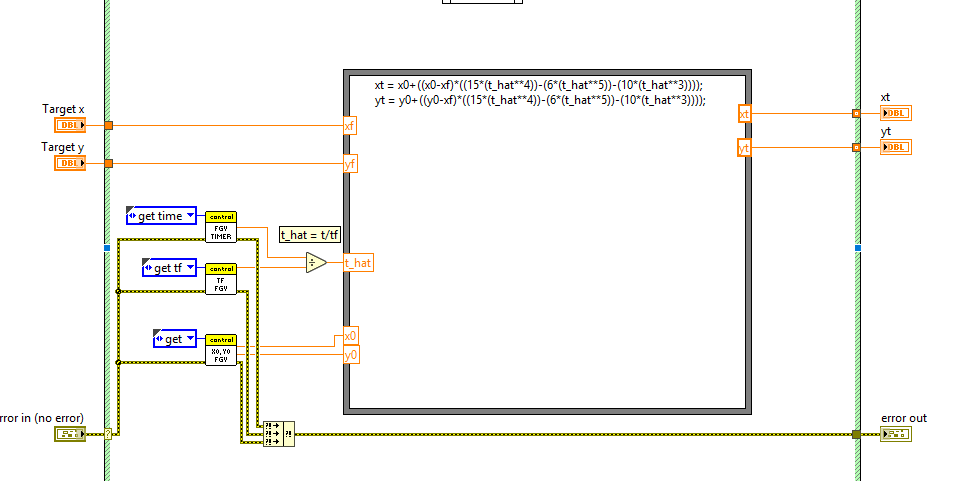 xt = x0+((x0-xf)*((15*(t_hat**4))-(6*(t_hat**5))-(10*(t_hat**3))));
yt = y0+((y0-xf)*((15*(t_hat**4))-(6*(t_hat**5))-(10*(t_hat**3))));
Target x
DBL
xf
xt
xt
DBL
Target y
DBL
yf
yt
yt
DBL
get time
control
FGV
TIMER
t_hat = t/tf
÷
t_hat
get tf
control
TF
FGV
get
control
X0,Y0
FGV
x0
y0
rror in (no error)
?
?!
?!
?!
?!
error out